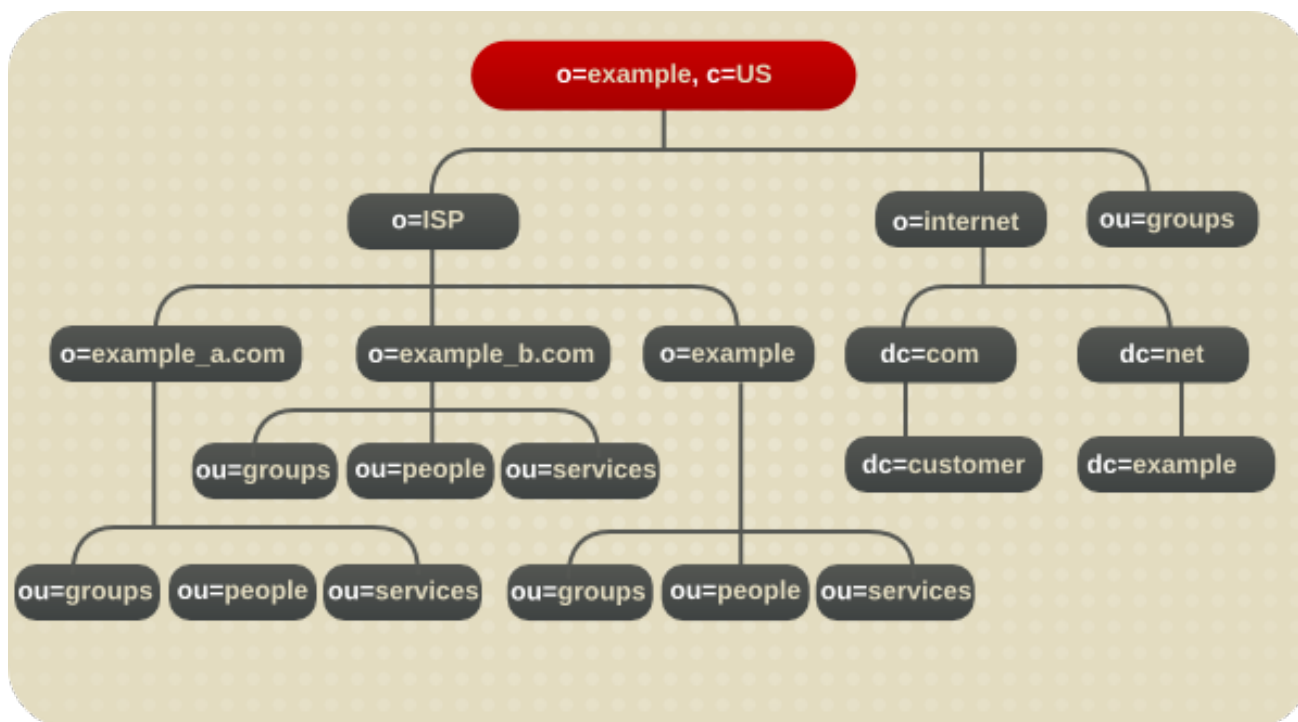 o=example, c=US
o=ISP
o=internet
ou=groups
o=example_a.com
o=example_b.com
o=example
dc=com
dc=net
ou=groups
ou=people
ou=services
dc=customer
dc=example
ou=groups
ou=people
ou=services
ou=groups
ou=people
ou=services